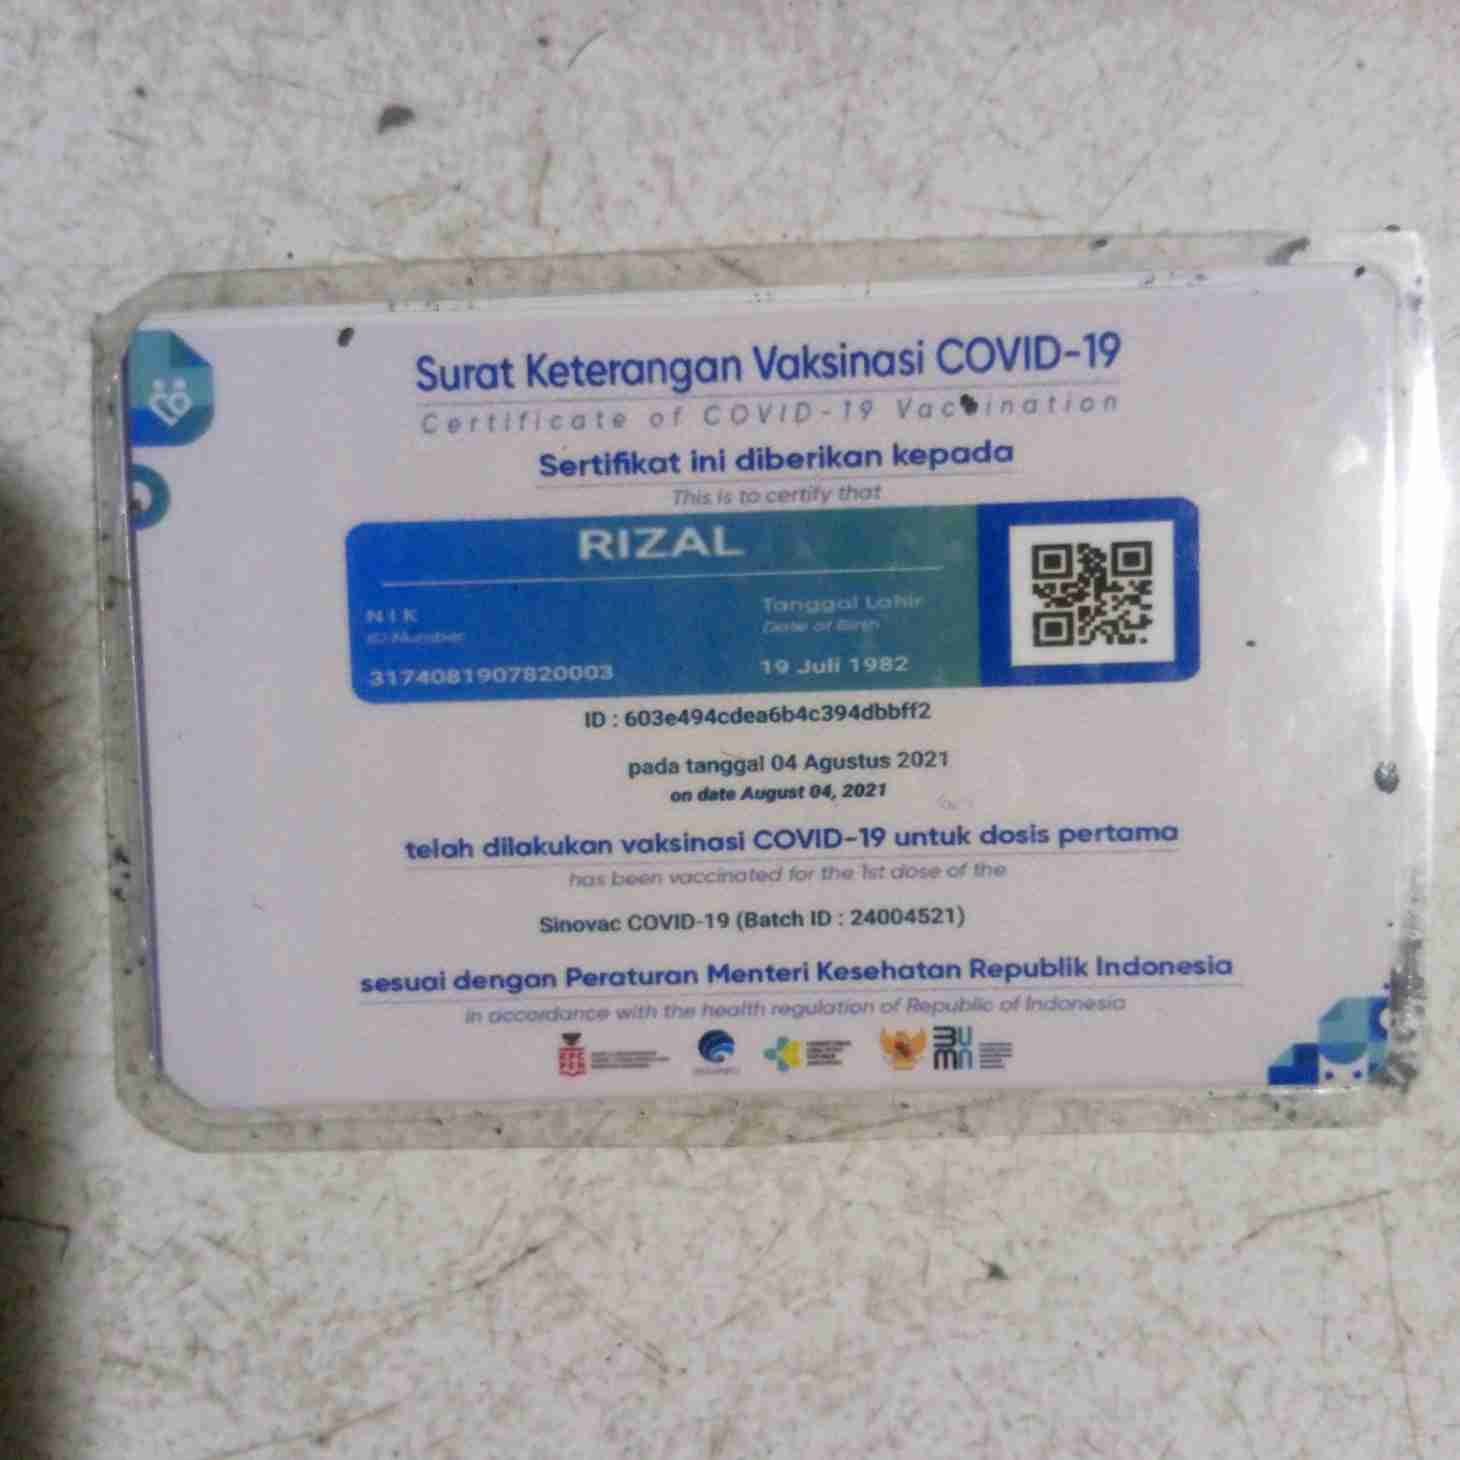 Surat Keterangan Vaksinasi COVID-19
Certificate of COVID-19 Vaccination
Sertifikat ini diberikan kepada
This is to certify that
RIZAL
NIK
ID Number
3174081907820003
Tanggal Lahir
Date of Birth
19 Juli 1982
ID : 603e494cdea6b4c394dbbff2
pada tanggal 04 Agustus 2021
on date August 04, 2021
telah dilakukan vaksinasi COVID-19 untuk dosis pertama
has been vaccinated for the 1st dose of the
Sinovac COVID-19 (Batch ID : 24004521)
sesuai dengan Peraturan Menteri Kesehatan Republik Indonesia
in accordance with the health regulation of Republic of Indonesia
KPC
PEN
BUMN